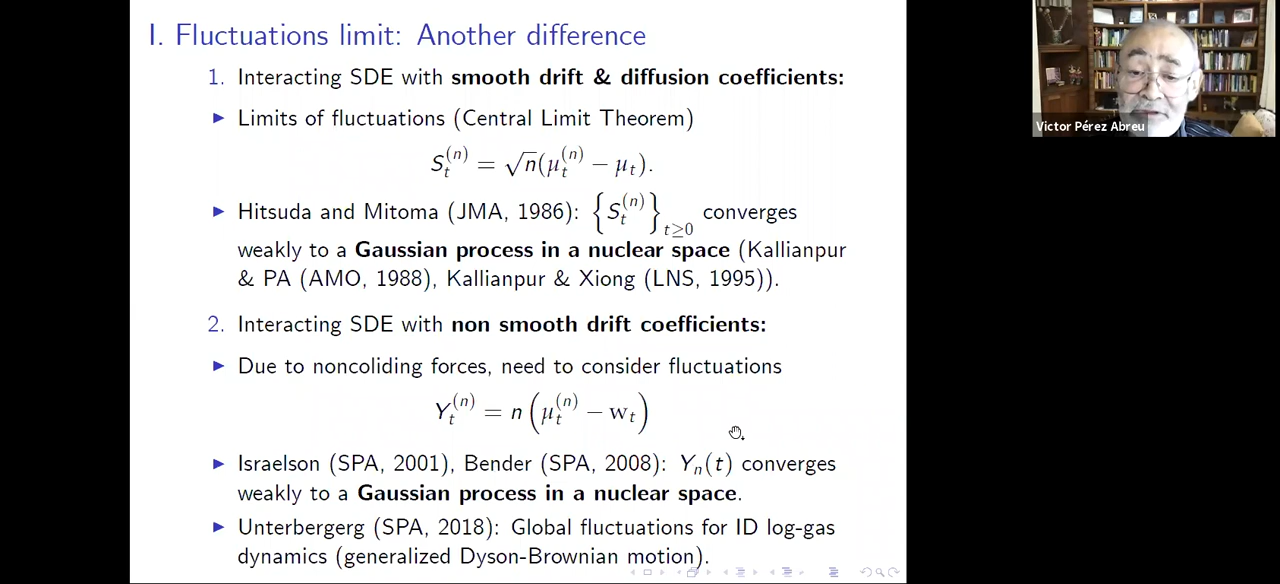 I. Fluctuations limit: Another difference
1. Interacting SDE with smooth drift & diffusion coefficients:
▶ Limits of fluctuations (Central Limit Theorem)
S_t^{(n)} = √n(μ_t^{(n)} − μ_t).
▶ Hitsuda and Mitoma (JMA, 1986): {S_t^{(n)}}_{t≥0} converges
weakly to a Gaussian process in a nuclear space (Kallianpur
& PA (AMO, 1988), Kallianpur & Xiong (LNS, 1995)).
2. Interacting SDE with non smooth drift coefficients:
▶ Due to noncoliding forces, need to consider fluctuations
Y_t^{(n)} = n(μ_t^{(n)} − w_t)
▶ Israelson (SPA, 2001), Bender (SPA, 2008): Y_n(t) converges
weakly to a Gaussian process in a nuclear space.
▶ Unterbergerg (SPA, 2018): Global fluctuations for ID log-gas
dynamics (generalized Dyson-Brownian motion).
Victor Pérez Abreu